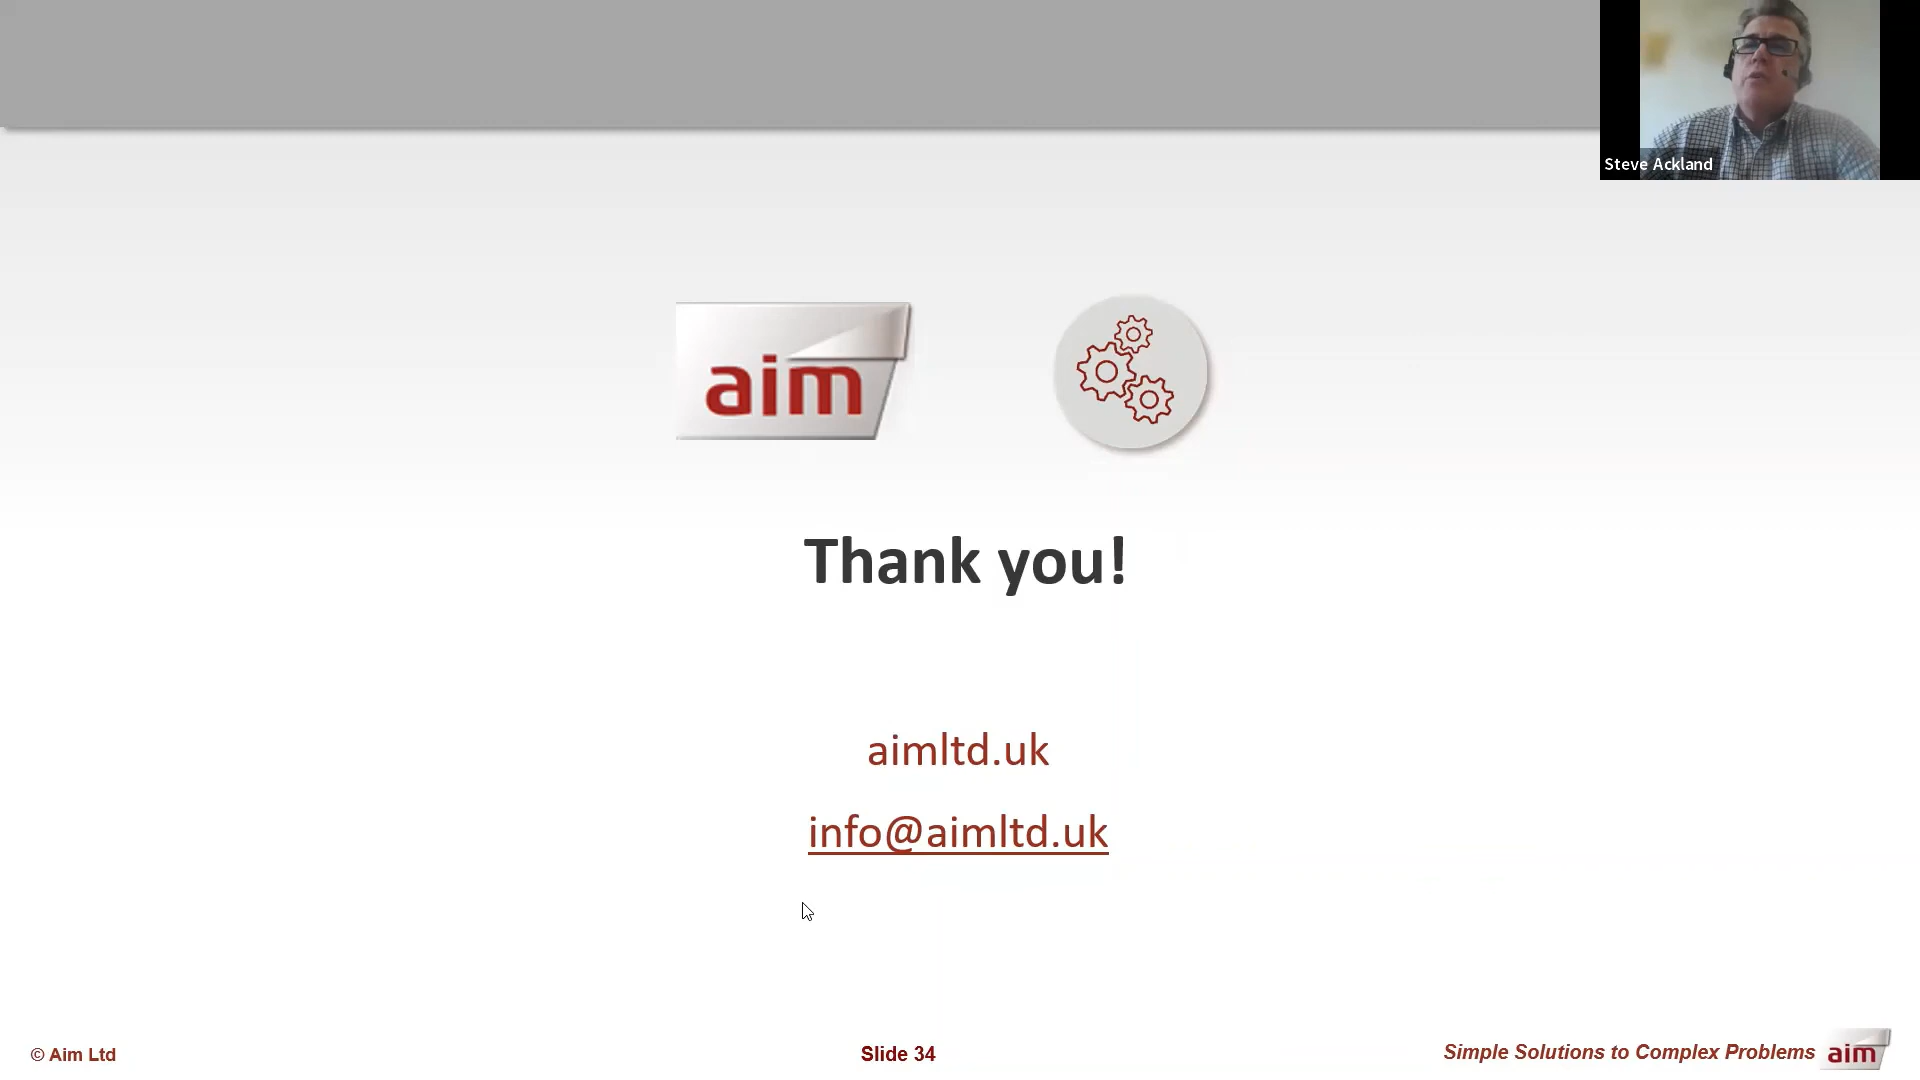 Steve Ackland
aim
Thank you!
aimltd.uk
info@aimltd.uk
© Aim Ltd
Slide 34
Simple Solutions to Complex Problems
aim